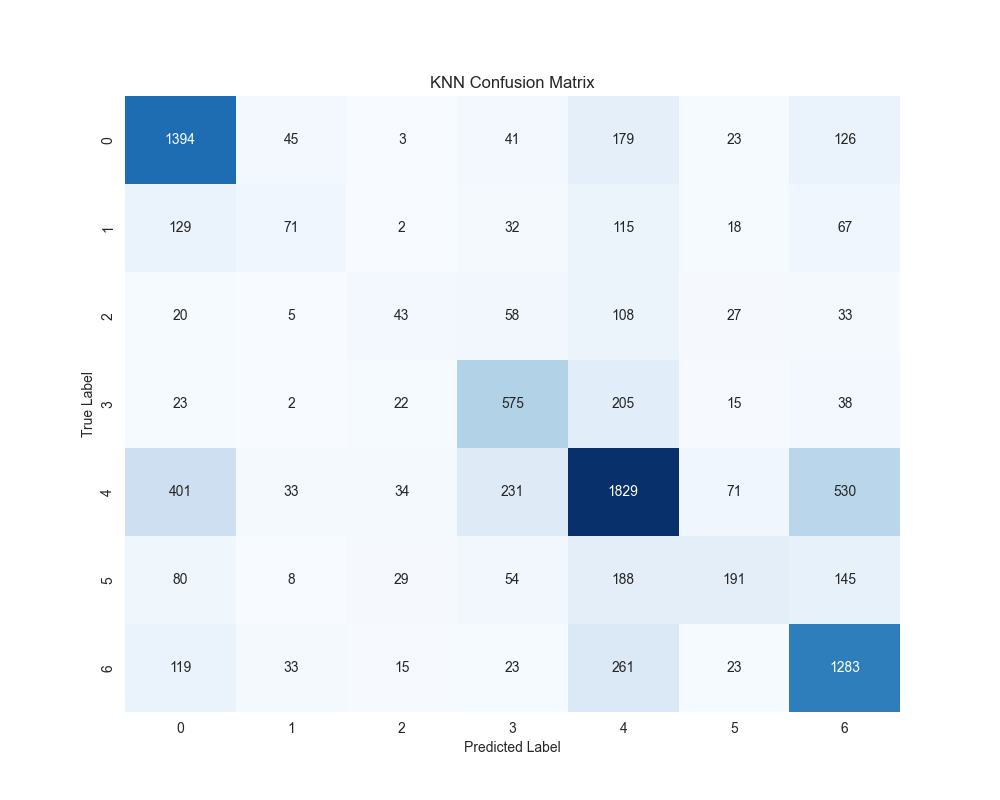 KNN Confusion Matrix
True Label
0 1394 45 3 41 179 23 126
1 129 71 2 32 115 18 67
2 20 5 43 58 108 27 33
3 23 2 22 575 205 15 38
4 401 33 34 231 1829 71 530
5 80 8 29 54 188 191 145
6 119 33 15 23 261 23 1283
0 1 2 3 4 5 6
Predicted Label